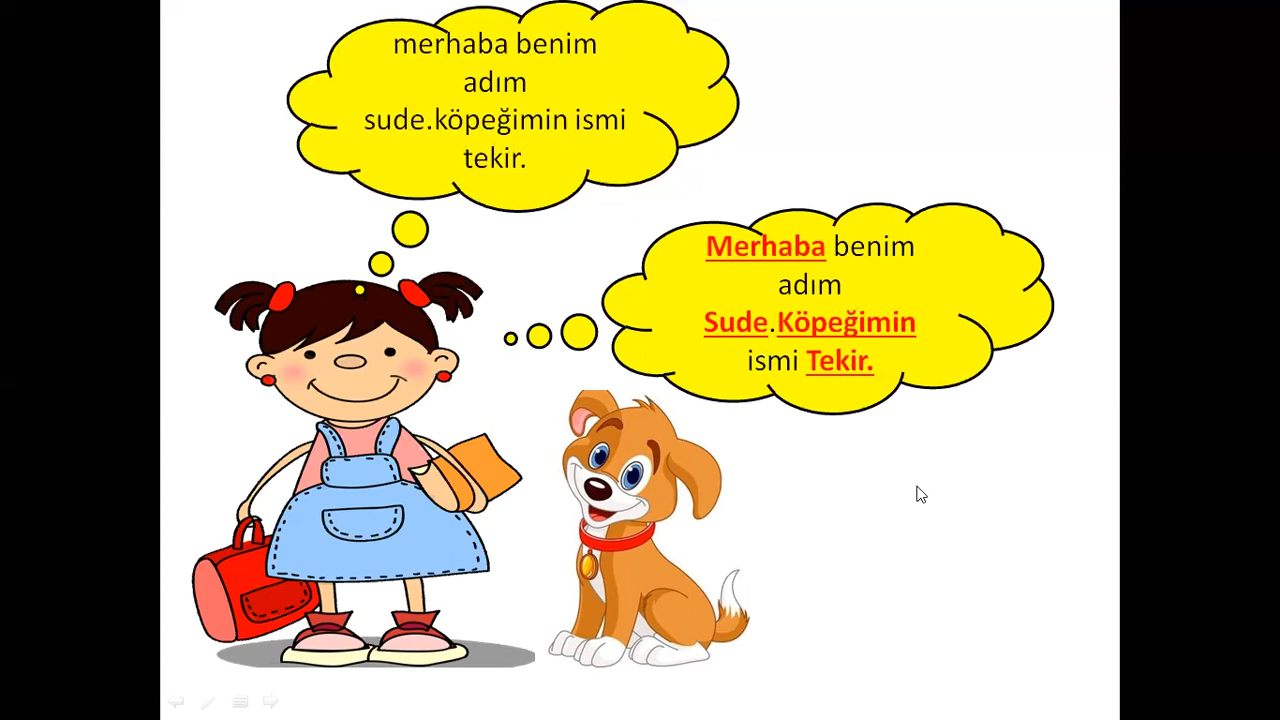 merhaba benim
adım
sude.köpeğimin ismi
tekir.
Merhaba benim
adım
Sude.Köpeğimin
ismi Tekir.